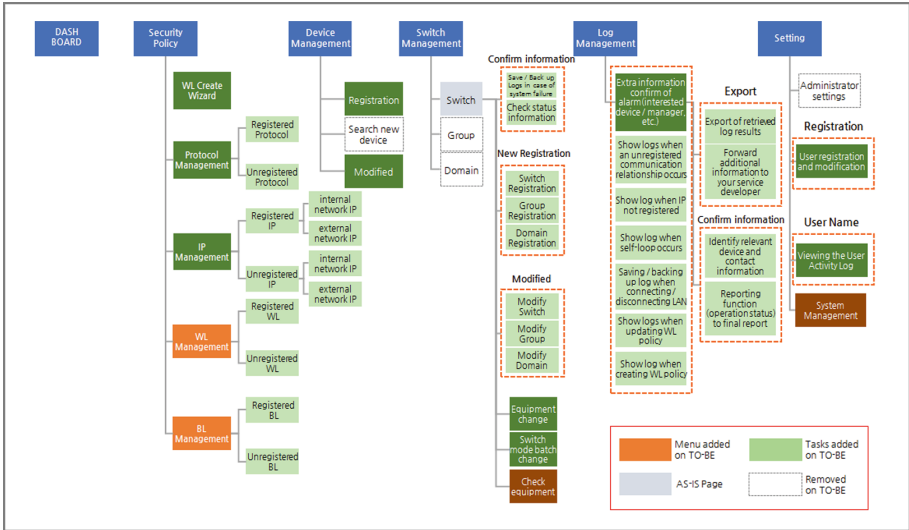 DASH
BOARD
Security
Policy
Device
Management
Switch
Management
Log
Management
Setting
WL Create
Wizard
Protocol
Management
Registered
Protocol
Unregistered
Protocol
IP
Management
Registered
IP
internal
network IP
external
network IP
Unregistered
IP
internal
network IP
external
network IP
WL
Management
Registered
WL
Unregistered
WL
BL
Management
Registered
BL
Unregistered
BL
Registration
Search new
device
Modified
Switch
Group
Domain
Confirm information
Save / Back up
Logs in case of
system failure
Check status
information
New Registration
Switch
Registration
Group
Registration
Domain
Registration
Modified
Modify
Switch
Modify
Group
Modify
Domain
Equipment
change
Switch
mode batch
change
Check
equipment
Extra information
confirm of
alarm(interested
device / manager,
etc.)
Show logs when
an unregistered
communication
relationship occurs
Show log when IP
not registered
Show log when
self-loop occurs
Saving / backing
up log when
connecting /
disconnecting LAN
Show logs when
updating WL
policy
Show log when
creating WL policy
Export
Export of retrieved
log results
Forward
additional
information to
your service
developer
Confirm information
Identify relevant
device and
contact
information
Reporting
function
(operation status)
to final report
Administrator
settings
Registration
User registration
and modification
User Name
Viewing the User
Activity Log
System
Management
Menu added
on TO-BE
Tasks added
on TO-BE
AS-IS Page
Removed
on TO-BE